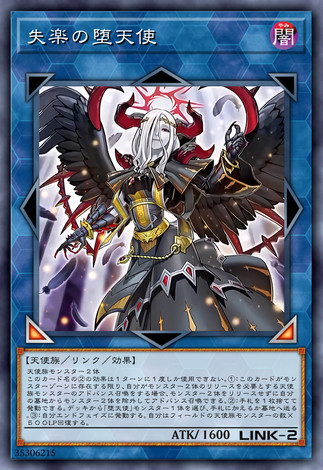 失楽の堕天使
やみ
闇
【天使族／リンク／効果】
天使族モンスター２体
このカード名の②の効果は１ターンに１度しか使用できない。①：このカードがモン
スターゾーンに存在する限り、自分がモンスター２体のリリースを必要とする天使族
モンスターのアドバンス召喚をする場合、モンスター２体をリリースせずに自分
の墓地からモンスター２体を除外してアドバンス召喚できる。②：手札を１枚捨てて
発動できる。デッキから「堕天使」モンスター１体を選び、手札に加えるか墓地へ送る
。③：自分エンドフェイズに発動する。自分はフィールドの天使族モンスターの数×
５００LP回復する。
ATK/1600 LINK-2
35306215